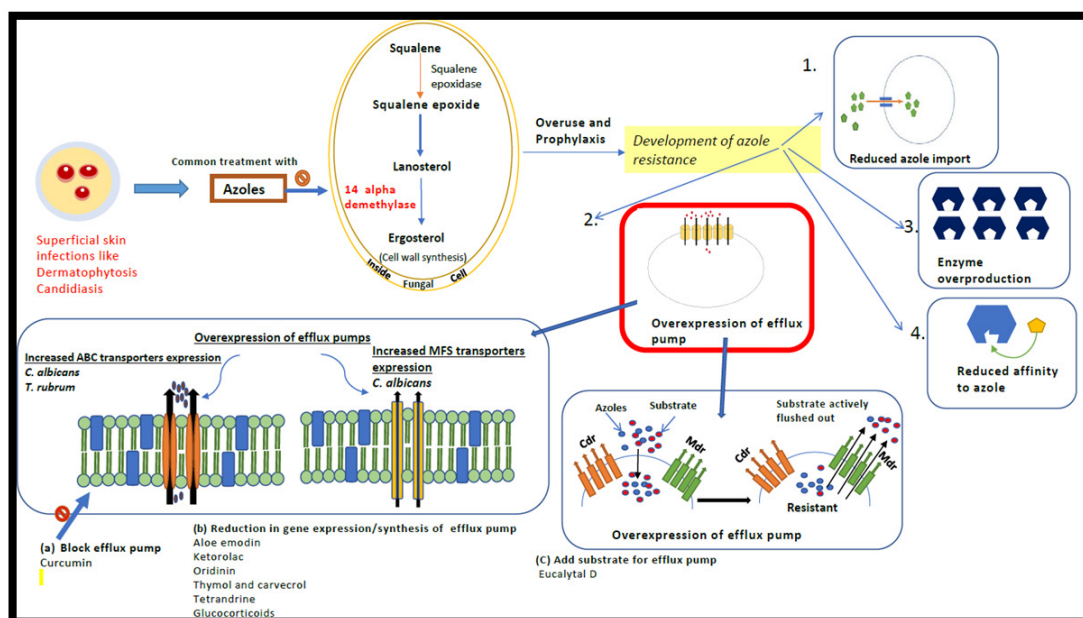 Squalene
Squalene
epoxidase
Squalene epoxide
Lanosterol
14 alpha
demethylase
Ergosterol
(Cell wall synthesis)
Inside Fungal Cell
Common treatment with
Azoles
Superficial skin
infections like
Dermatophytosis
Candidiasis
Overuse and
Prophylaxis
Development of azole
resistance
1.
Reduced azole import
2.
Overexpression of efflux
pump
3.
Enzyme
overproduction
4.
Reduced affinity
to azole
Overexpression of efflux pumps
Increased ABC transporters expression
C. albicans
T. rubrum
Increased MFS transporters
expression
C. albicans
(a) Block efflux pump
Curcumin
(b) Reduction in gene expression/synthesis of efflux pump
Aloe emodin
Ketorolac
Oridinin
Thymol and carvecrol
Tetrandrine
Glucocorticoids
Azoles
Substrate
Cdr
Mdr
Substrate actively
flushed out
Cdr
Mdr
Resistant
Overexpression of efflux pump
(C) Add substrate for efflux pump
Eucalytal D